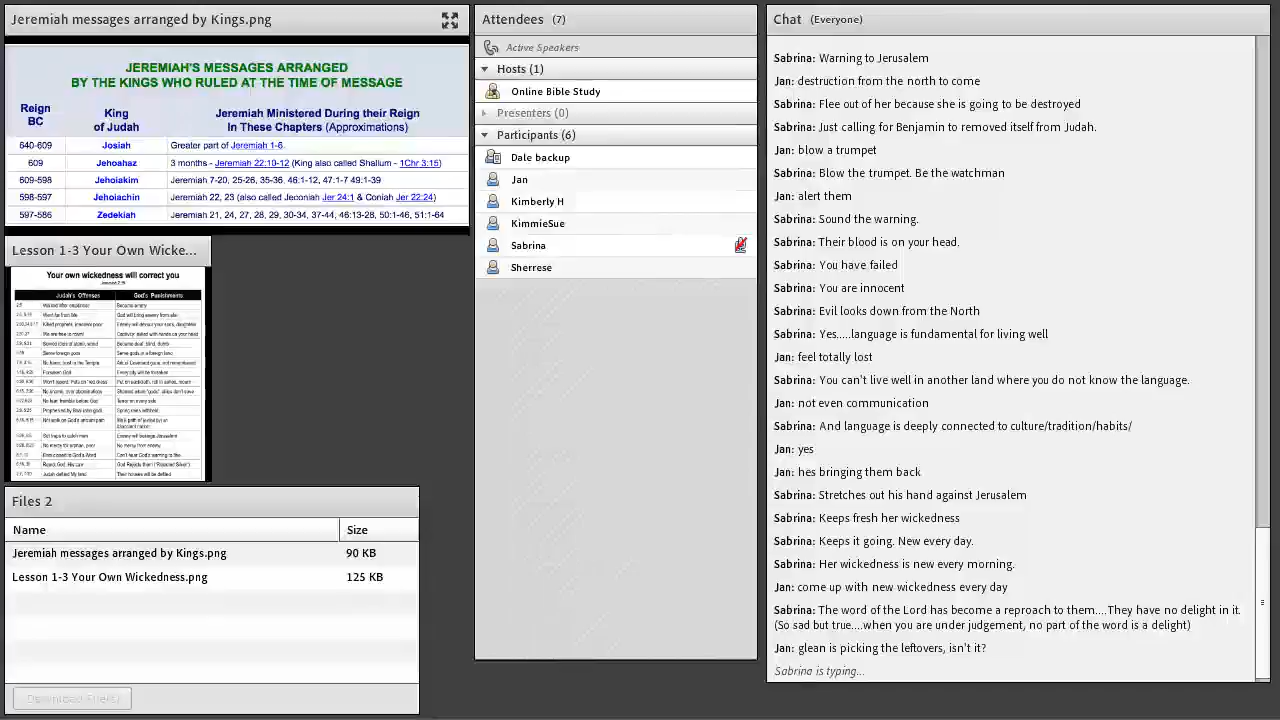 Jeremiah messages arranged by Kings.png
JEREMIAH'S MESSAGES ARRANGED
BY THE KINGS WHO RULED AT THE TIME OF MESSAGE
Reign BC King of Judah Jeremiah Ministered During their Reign In These Chapters (Approximations)
640-609 Josiah Greater part of Jeremiah 1-6
609 Jehoahaz 3 months - Jeremiah 22:10-12 (King also called Shallum - 1Chr 3:15)
609-598 Jehoiakim Jeremiah 7-20, 25-26, 35-36, 46:1-12, 47:1-7 49:1-39
598-597 Jehoiachin Jeremiah 22, 23 (also called Jeconiah Jer 24:1 & Coniah Jer 22:24)
597-586 Zedekiah Jeremiah 21, 24, 27, 28, 29, 30-34, 37-44, 46:13-28, 50:1-46, 51:1-64
Lesson 1-3 Your Own Wicke...
Your own wickedness will correct you
Judah's Offenses God's Punishments
Files 2
Name Size
Jeremiah messages arranged by Kings.png 90 KB
Lesson 1-3 Your Own Wickedness.png 125 KB
Download File(s)
Attendees (7)
Active Speakers
Hosts (1)
Online Bible Study
Presenters (0)
Participants (6)
Dale backup
Jan
Kimberly H
KimmieSue
Sabrina
Sherrese
Chat (Everyone)
Sabrina: Warning to Jerusalem
Jan: destruction from the north to come
Sabrina: Flee out of her because she is going to be destroyed
Sabrina: Just calling for Benjamin to removed itself from Judah.
Jan: blow a trumpet
Sabrina: Blow the trumpet. Be the watchman
Jan: alert them
Sabrina: Sound the warning.
Sabrina: Their blood is on your head.
Sabrina: You have failed
Sabrina: You are innocent
Sabrina: Evil looks down from the North
Sabrina: Yes.....language is fundamental for living well
Jan: feel totally lost
Sabrina: You can't live well in another land where you do not know the language.
Jan: not even communication
Sabrina: And language is deeply connected to culture/tradition/habits/
Jan: yes
Jan: hes bringing them back
Sabrina: Stretches out his hand against Jerusalem
Sabrina: Keeps fresh her wickedness
Sabrina: Keeps it going. New every day.
Sabrina: Her wickedness is new every morning.
Jan: come up with new wickedness every day
Sabrina: The word of the Lord has become a reproach to them....They have no delight in it.
(So sad but true....when you are under judgement, no part of the word is a delight)
Jan: glean is picking the leftovers, isn't it?
Sabrina is typing...